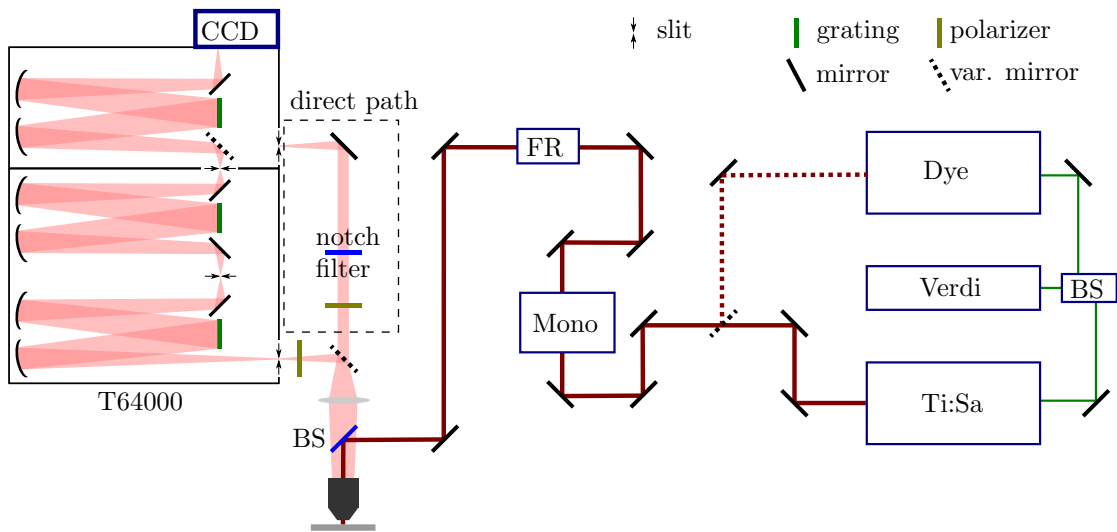 CCD
slit
grating
polarizer
mirror
var. mirror
direct path
FR
Dye
notch
filter
Verdi
BS
Mono
Ti:Sa
T64000
BS